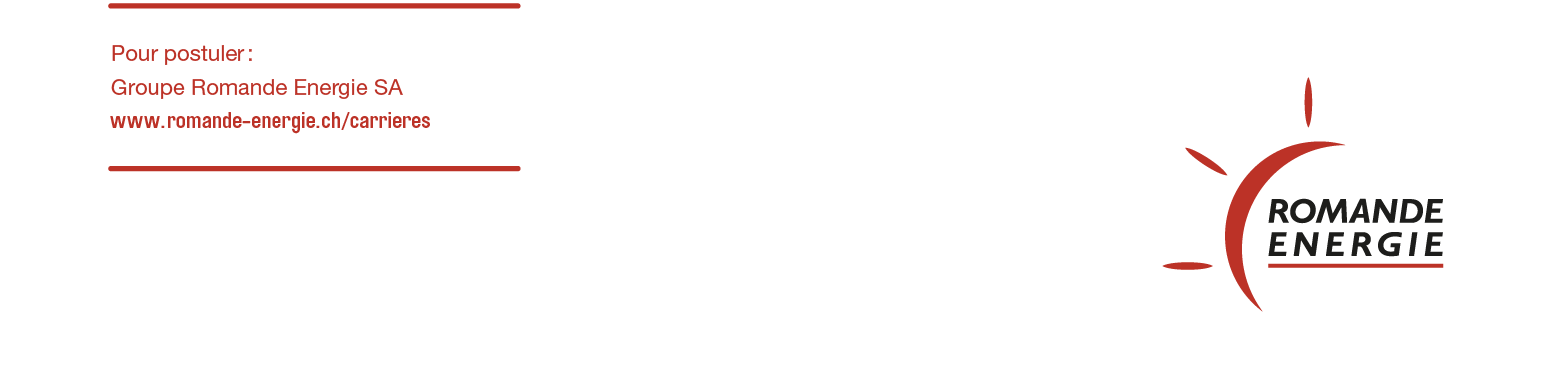 Pour postuler :
Groupe Romande Energie SA
www.romande-energie.ch/carrieres
ROMANDE
ENERGIE